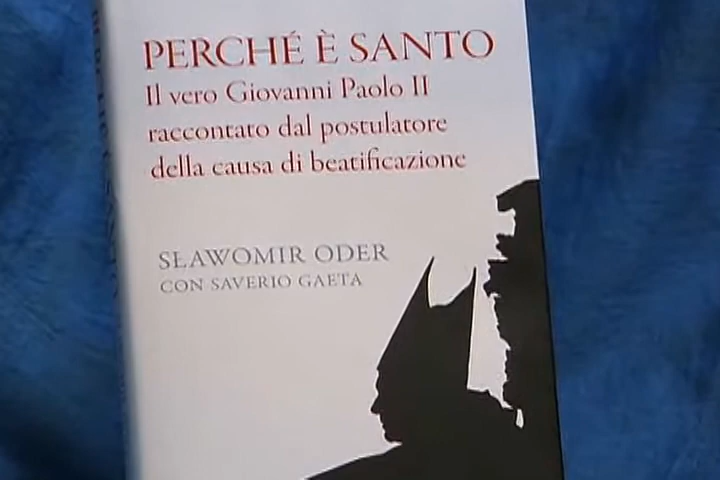 PERCHÉ È SANTO
Il vero Giovanni Paolo II
raccontato dal postulatore
della causa di beatificazione
SŁAWOMIR ODER
CON SAVERIO GAETA